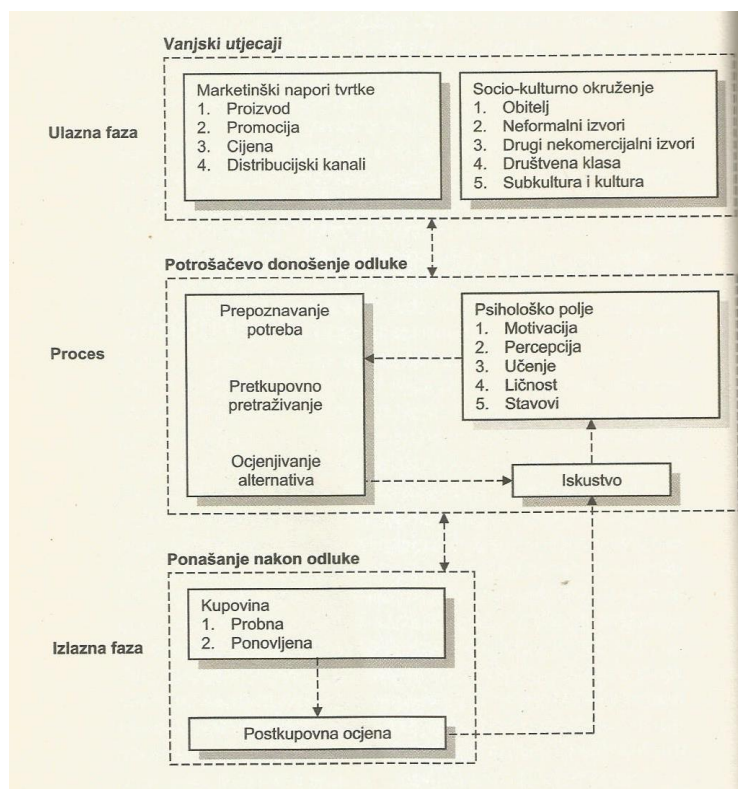 Vanjski utjecaji
Ulazna faza
Marketinški napori tvrtke
1. Proizvod
2. Promocija
3. Cijena
4. Distribucijski kanali
Socio-kulturno okruženje
1. Obitelj
2. Neformalni izvori
3. Drugi nekomercijalni izvori
4. Društvena klasa
5. Subkultura i kultura
Potrošačevo donošenje odluke
Proces
Prepoznavanje
potreba
Pretkupovno
pretraživanje
Ocjenjivanje
alternativa
Psihološko polje
1. Motivacija
2. Percepcija
3. Učenje
4. Ličnost
5. Stavovi
Iskustvo
Ponašanje nakon odluke
Izlazna faza
Kupovina
1. Probna
2. Ponovljena
Postkupovna ocjena